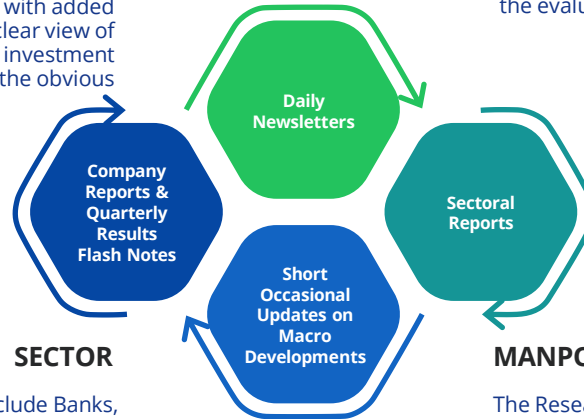 with added
clear view of
investment
the obvious
the evalu
Daily
Newsletters
Company
Reports &
Quarterly
Results
Flash Notes
Sectoral
Reports
Short
Occasional
Updates on
Macro
Developments
SECTOR
clude Banks,
MANPO
The Resea